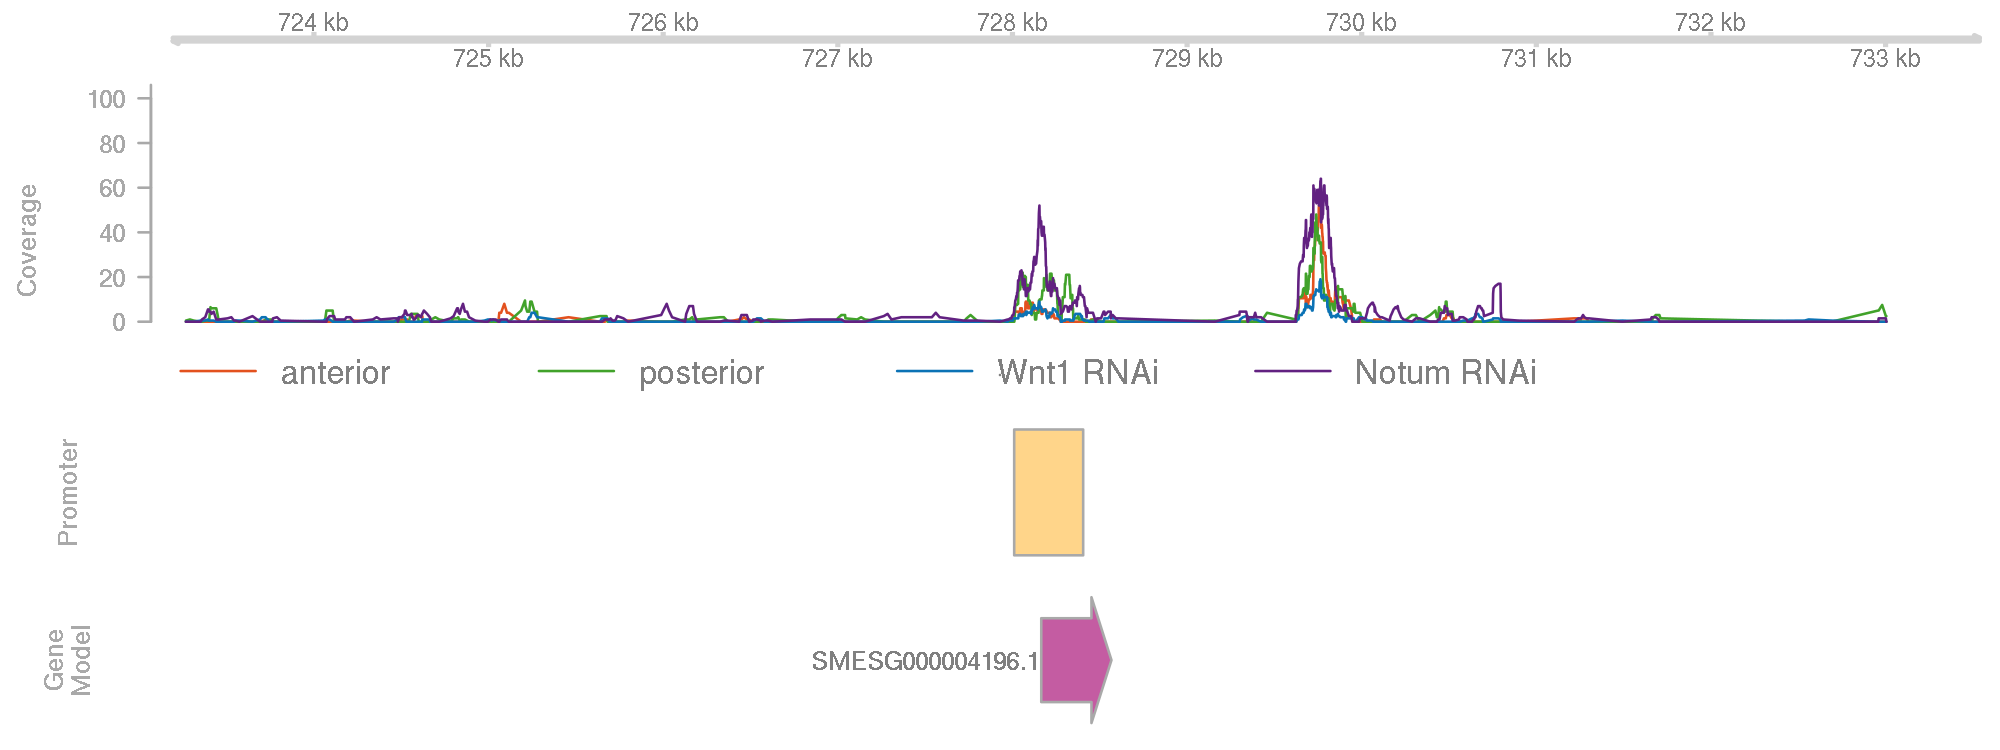 724 kb 726 kb 728 kb 730 kb 732 kb
725 kb 727 kb 729 kb 731 kb 733 kb
Coverage
100
80
60
40
20
0
anterior posterior Wnt1 RNAi Notum RNAi
Promoter
Gene
Model
SMESG000004196.1